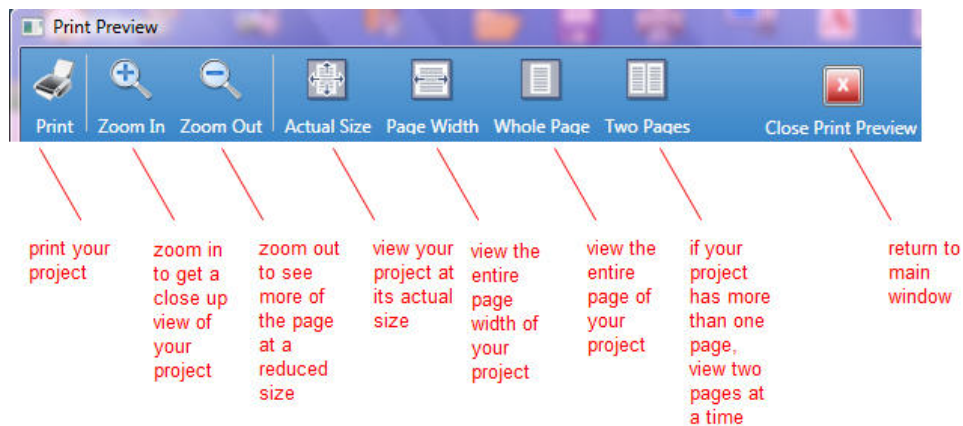 Print Preview
Print
Zoom In
Zoom Out
Actual Size
Page Width
Whole Page
Two Pages
Close Print Preview
print your
project
zoom in
to get a
close up
view of
your
project
zoom out
to see
more of
the page
at a
reduced
size
view your
project at
its actual
size
view the
entire
page
width of
your
project
view the
entire
page of
your
project
if your
project
has more
than one
page,
view two
pages at
a time
return to
main
window